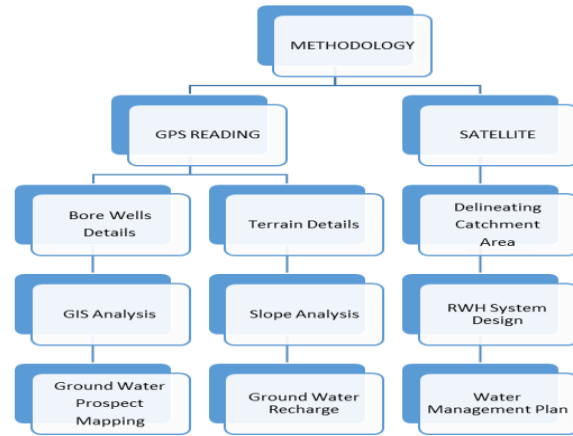 METHODOLOGY
GPS READING
SATELLITE
Bore Wells
Details
Terrain Details
Delineating
Catchment
Area
GIS Analysis
Slope Analysis
RWH System
Design
Ground Water
Prospect
Mapping
Ground Water
Recharge
Water
Management Plan